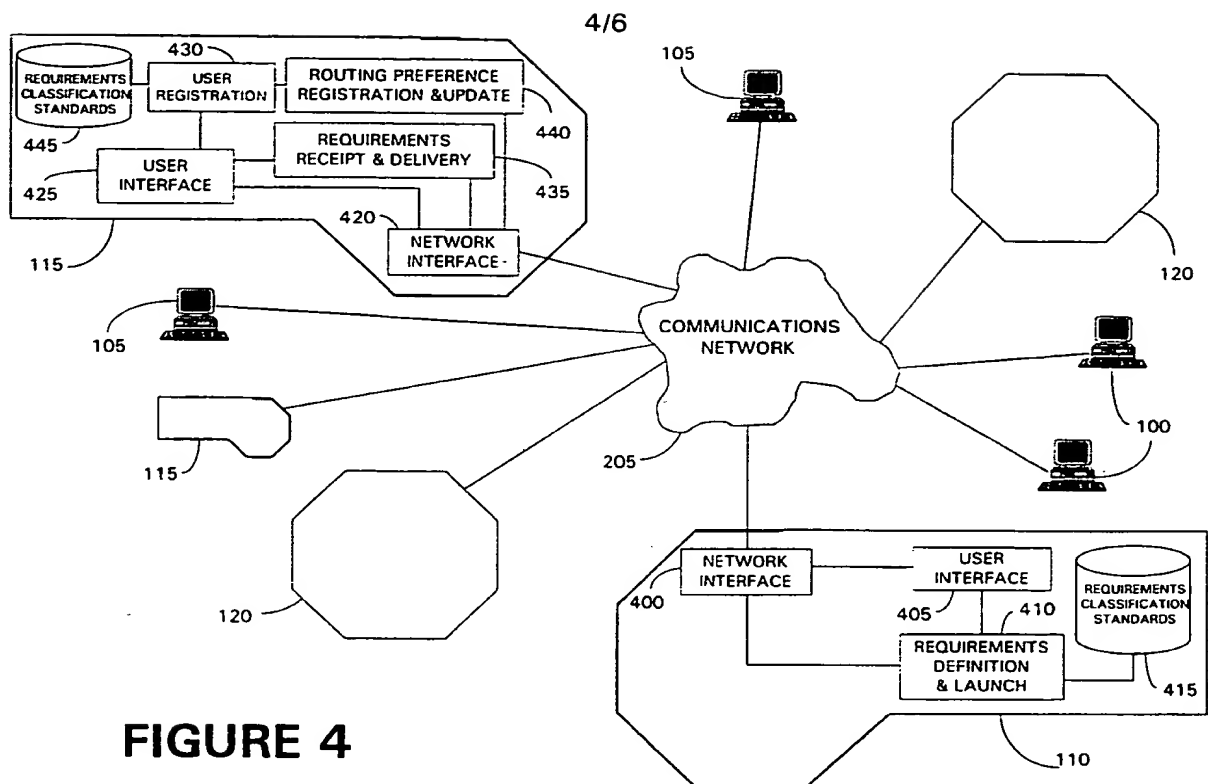 4/6
430
105
REQUIREMENTS
CLASSIFICATION
STANDARDS
USER
REGISTRATION
ROUTING PREFERENCE
REGISTRATION &UPDATE
445
440
REQUIREMENTS
RECEIPT & DELIVERY
425
USER
INTERFACE
435
420
NETWORK
INTERFACE-
115
120
105
COMMUNICATIONS
NETWORK
100
115
205
120
400
NETWORK
INTERFACE
USER
INTERFACE
405
410
REQUIREMENTS
CLASSIFICATION
STANDARDS
REQUIREMENTS
DEFINITION
& LAUNCH
415
110
FIGURE 4